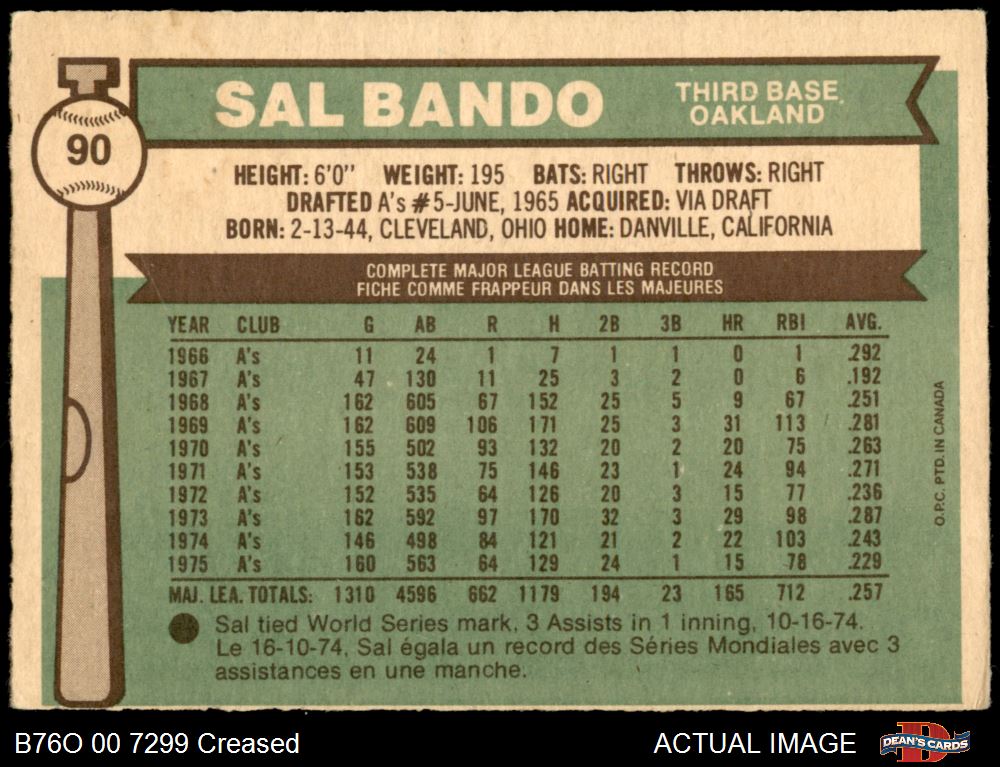 SAL BANDO
THIRD BASE
OAKLAND
90
HEIGHT: 6'0" WEIGHT: 195 BATS: RIGHT THROWS: RIGHT
DRAFTED A's #5-JUNE, 1965 ACQUIRED: VIA DRAFT
BORN: 2-13-44, CLEVELAND, OHIO HOME: DANVILLE, CALIFORNIA
COMPLETE MAJOR LEAGUE BATTING RECORD
FICHE COMME FRAPPEUR DANS LES MAJEURES
YEAR CLUB G AB R H 2B 3B HR RBI AVG.
1966 A's 11 24 1 7 1 1 0 1 .292
1967 A's 47 130 11 25 3 2 0 6 .192
1968 A's 162 605 67 152 25 5 9 67 .251
1969 A's 162 609 106 171 25 3 31 113 .281
1970 A's 155 502 93 132 20 2 20 75 .263
1971 A's 153 538 75 146 23 1 24 94 .271
1972 A's 152 535 64 126 20 3 15 77 .236
1973 A's 162 592 97 170 32 3 29 98 .287
1974 A's 146 498 84 121 21 2 22 103 .243
1975 A's 160 563 64 129 24 1 15 78 .229
MAJ. LEA. TOTALS: 1310 4596 662 1179 194 23 165 712 .257
Sal tied World Series mark, 3 Assists in 1 inning, 10-16-74.
Le 16-10-74, Sal égala un record des Séries Mondiales avec 3
assistances en une manche.
O.P.C. PTD. IN CANADA
B76O 00 7299 Creased
ACTUAL IMAGE
D
DEAN'S CARDS